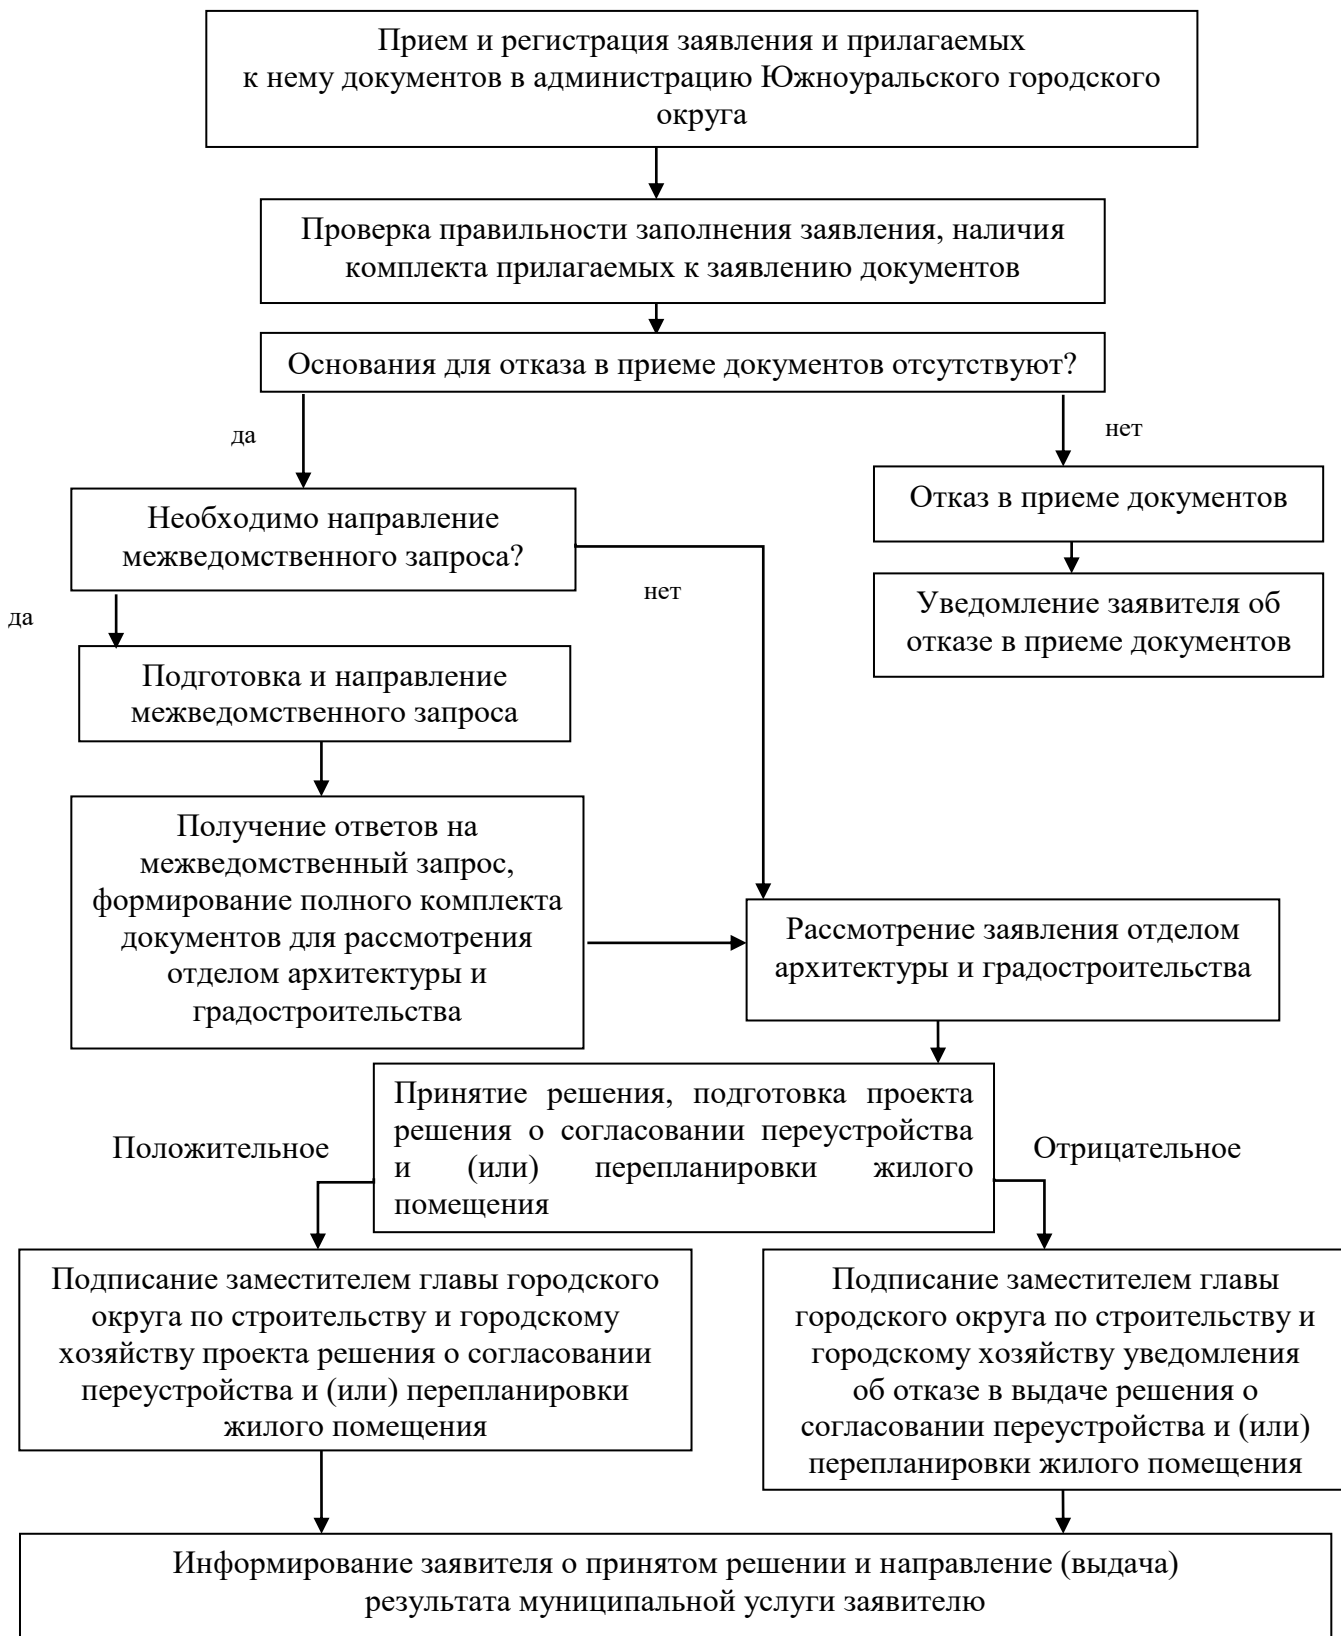 Прием и регистрация заявления и прилагаемых
к нему документов в администрацию Южноуральского городского
округа
Проверка правильности заполнения заявления, наличия
комплекта прилагаемых к заявлению документов
Основания для отказа в приеме документов отсутствуют?
да
нет
Необходимо направление
межведомственного запроса?
Отказ в приеме документов
да
нет
Уведомление заявителя об
отказе в приеме документов
Подготовка и направление
межведомственного запроса
Получение ответов на
межведомственный запрос,
формирование полного комплекта
документов для рассмотрения
отделом архитектуры и
градостроительства
Рассмотрение заявления отделом
архитектуры и градостроительства
Принятие решения, подготовка проекта
решения о согласовании переустройства
и (или) перепланировки жилого
помещения
Положительное
Отрицательное
Подписание заместителем главы городского
округа по строительству и городскому
хозяйству проекта решения о согласовании
переустройства и (или) перепланировки
жилого помещения
Подписание заместителем главы
городского округа по строительству и
городскому хозяйству уведомления
об отказе в выдаче решения о
согласовании переустройства и (или)
перепланировки жилого помещения
Информирование заявителя о принятом решении и направление (выдача)
результата муниципальной услуги заявителю